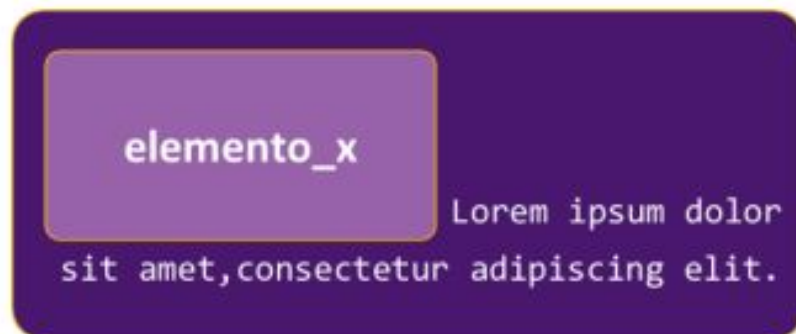 elemento_x
Lorem ipsum dolor
sit amet,consectetur adipiscing elit.